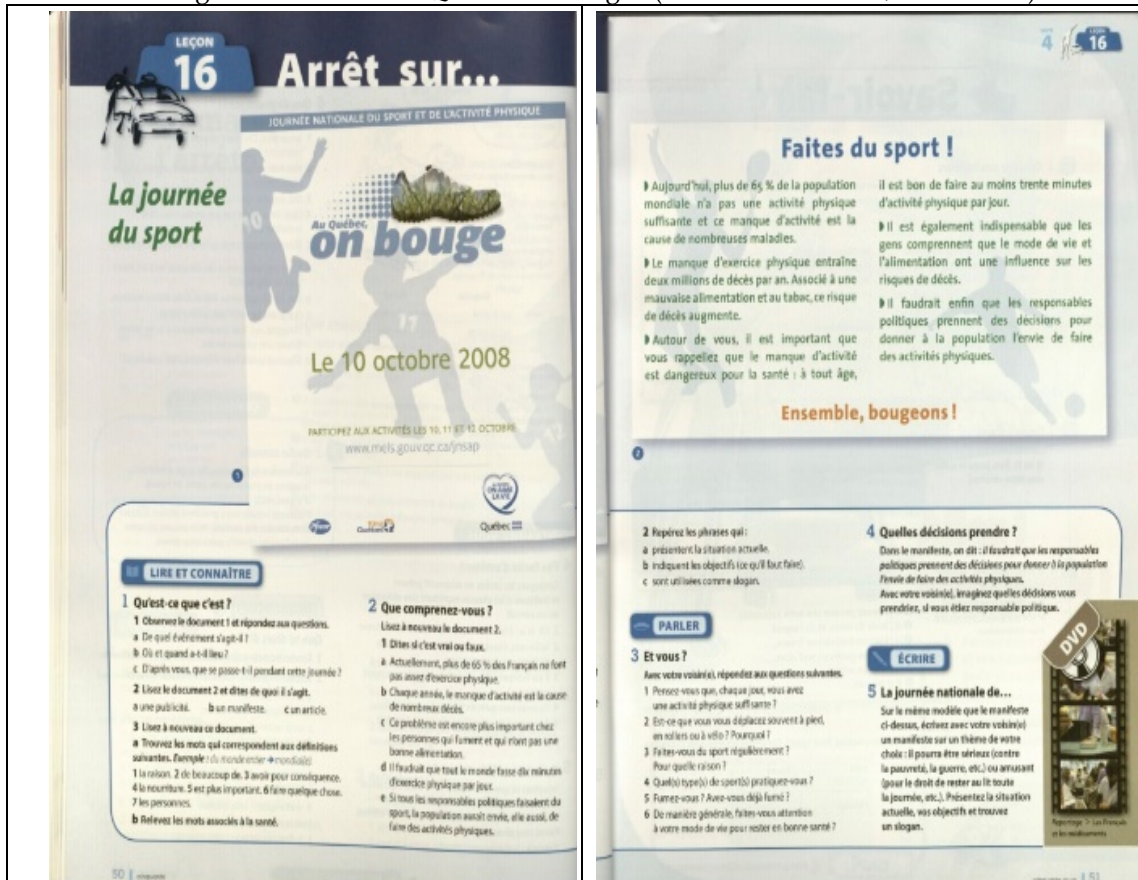 LEÇON
16
Arrêt sur...
JOURNÉE NATIONALE DU SPORT ET DE L'ACTIVITÉ PHYSIQUE
La journée
du sport
10
Au Québec,
on bouge
11
Le 10 octobre 2008
PARTICIPEZ AUX ACTIVITÉS LES 10, 11 ET 12 OCTOBRE
www.mels.gouv.qc.ca/jnsap
1
Pfizer
Québec
Québec
LIRE ET CONNAÎTRE
1 Qu'est-ce que c'est ?
1 Observez le document 1 et répondez aux questions.
a De quel événement s'agit-il ?
b Où et quand a-t-il lieu ?
c D'après vous, que se passe-t-il pendant cette journée ?
2 Lisez le document 2 et dites de quoi il s'agit.
a une publicité. b un manifeste. c un article.
3 Lisez à nouveau ce document.
a Trouvez les mots qui correspondent aux définitions
suivantes. Exemple : du monde entier → mondial(e)
1 la raison. 2 de beaucoup de. 3 avoir pour conséquence.
4 la nourriture. 5 est plus important. 6 faire quelque chose.
7 les personnes.
b Relevez les mots associés à la santé.
2 Que comprenez-vous ?
Lisez à nouveau le document 2.
1 Dites si c'est vrai ou faux.
a Actuellement, plus de 65 % des Français ne font
pas assez d'exercice physique.
b Chaque année, le manque d'activité est la cause
de nombreux décès.
c Ce problème est encore plus important chez
les personnes qui fument et qui n'ont pas une
bonne alimentation.
d Il faudrait que tout le monde fasse dix minutes
d'exercice physique par jour.
e Si tous les responsables politiques faisaient du
sport, la population aurait envie, elle aussi, de
faire des activités physiques.
50
4
16
Faites du sport !
Aujourd'hui, plus de 65 % de la population
mondiale n'a pas une activité physique
suffisante et ce manque d'activité est la
cause de nombreuses maladies.
Le manque d'exercice physique entraîne
deux millions de décès par an. Associé à une
mauvaise alimentation et au tabac, ce risque
de décès augmente.
Autour de vous, il est important que
vous rappeliez que le manque d'activité
est dangereux pour la santé : à tout âge,
il est bon de faire au moins trente minutes
d'activité physique par jour.
Il est également indispensable que les
gens comprennent que le mode de vie et
l'alimentation ont une influence sur les
risques de décès.
Il faudrait enfin que les responsables
politiques prennent des décisions pour
donner à la population l'envie de faire
des activités physiques.
Ensemble, bougeons !
2
2 Repérez les phrases qui :
a présentent la situation actuelle.
b indiquent les objectifs (ce qu'il faut faire).
c sont utilisées comme slogan.
PARLER
3 Et vous ?
Avec votre voisin(e), répondez aux questions suivantes.
1 Pensez-vous que, chaque jour, vous avez
une activité physique suffisante ?
2 Est-ce que vous vous déplacez souvent à pied,
en rollers ou à vélo ? Pourquoi ?
3 Faites-vous du sport régulièrement ?
Pour quelle raison ?
4 Quel(s) type(s) de sport(s) pratiquez-vous ?
5 Fumez-vous ? Avez-vous déjà fumé ?
6 De manière générale, faites-vous attention
à votre mode de vie pour rester en bonne santé ?
4 Quelles décisions prendre ?
Dans le manifeste, on dit : il faudrait que les responsables
politiques prennent des décisions pour donner à la population
l'envie de faire des activités physiques.
Avec votre voisin(e), imaginez quelles décisions vous
prendriez, si vous étiez responsable politique.
ÉCRIRE
5 La journée nationale de...
Sur le même modèle que le manifeste
ci-dessus, écrivez avec votre voisin(e)
un manifeste sur un thème de votre
choix : il pourra être sérieux (contre
la pauvreté, la guerre, etc.) ou amusant
(pour le droit de rester au lit toute
la journée, etc.). Présentez la situation
actuelle, vos objectifs et trouvez
un slogan.
DVD
Reportage > Les Français
et les médicaments
51